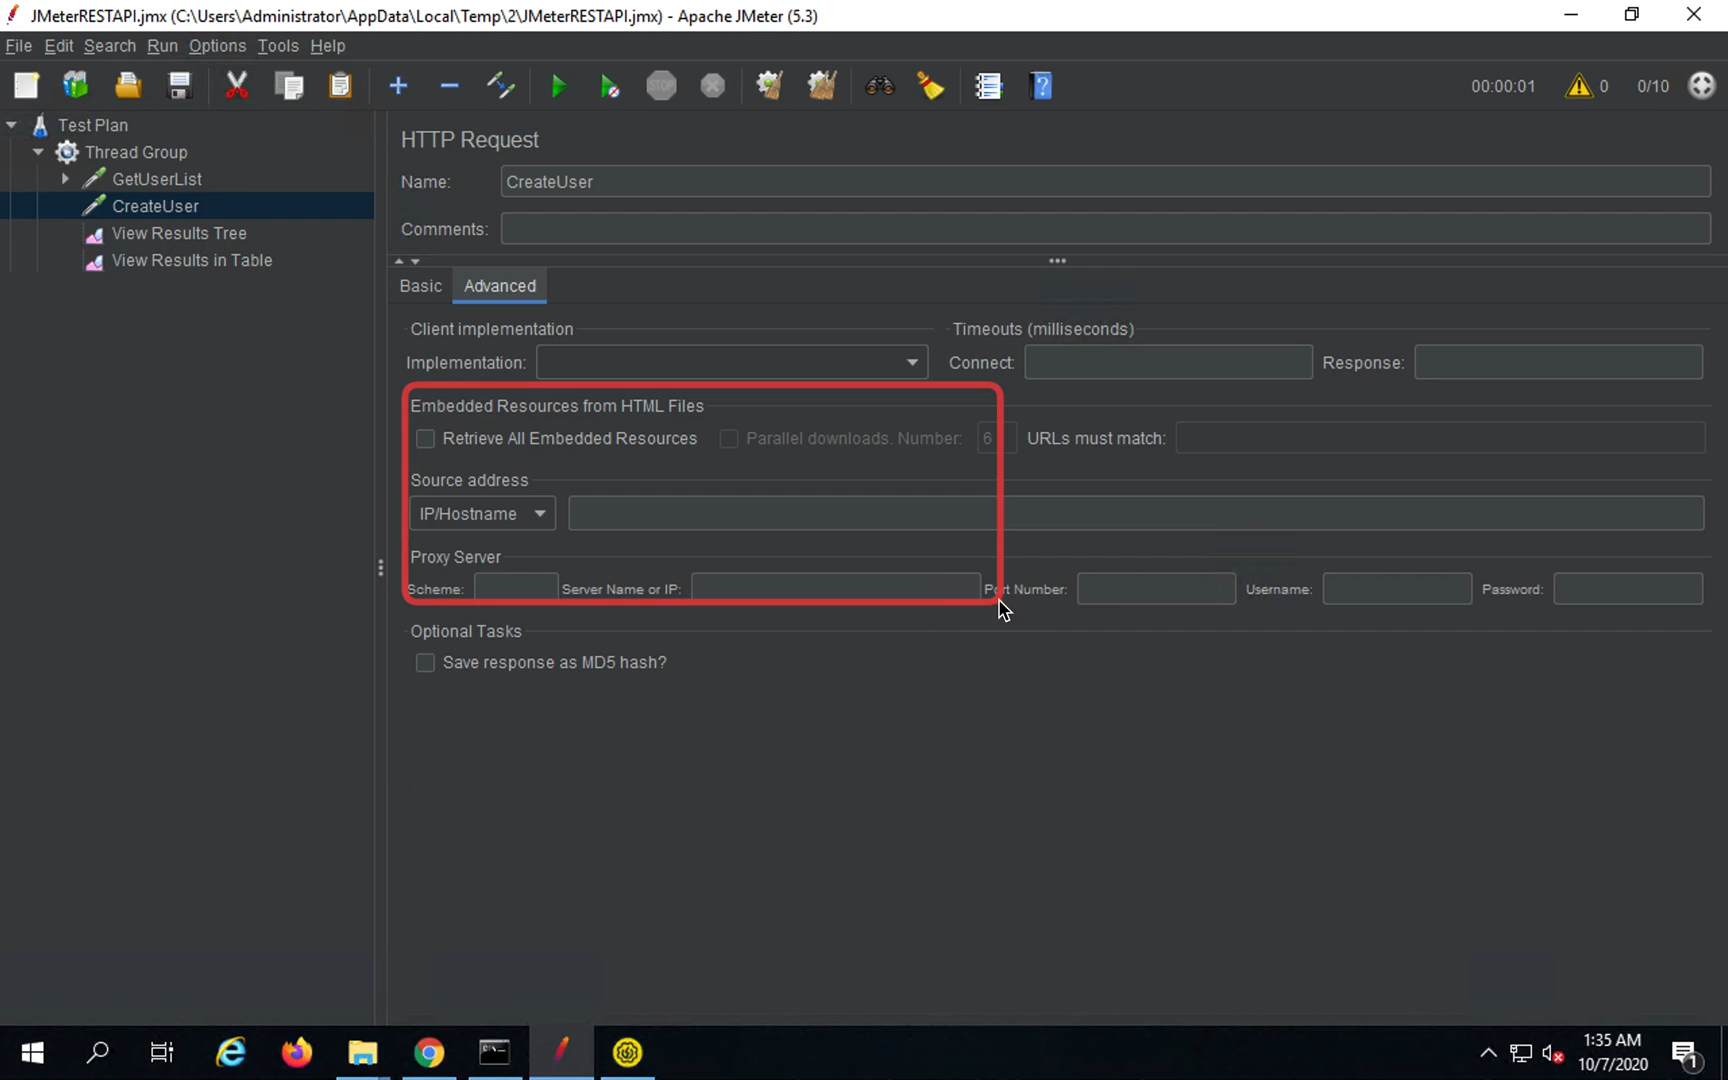 JMeterRESTAPI.jmx (C:\Users\Administrator\AppData\Local\Temp\2\JMeterRESTAPI.jmx) - Apache JMeter (5.3)
File Edit Search Run Options Tools Help
STOP 00:00:01 0 0/10
Test Plan
Thread Group
GetUserList
CreateUser
View Results Tree
View Results in Table
HTTP Request
Name: CreateUser
Comments:
Basic Advanced
Client implementation Timeouts (milliseconds)
Implementation: Connect: Response:
Embedded Resources from HTML Files
Retrieve All Embedded Resources Parallel downloads. Number: 6 URLs must match:
Source address
IP/Hostname
Proxy Server
Scheme: Server Name or IP: Port Number: Username: Password:
Optional Tasks
Save response as MD5 hash?
1:35 AM
10/7/2020
1